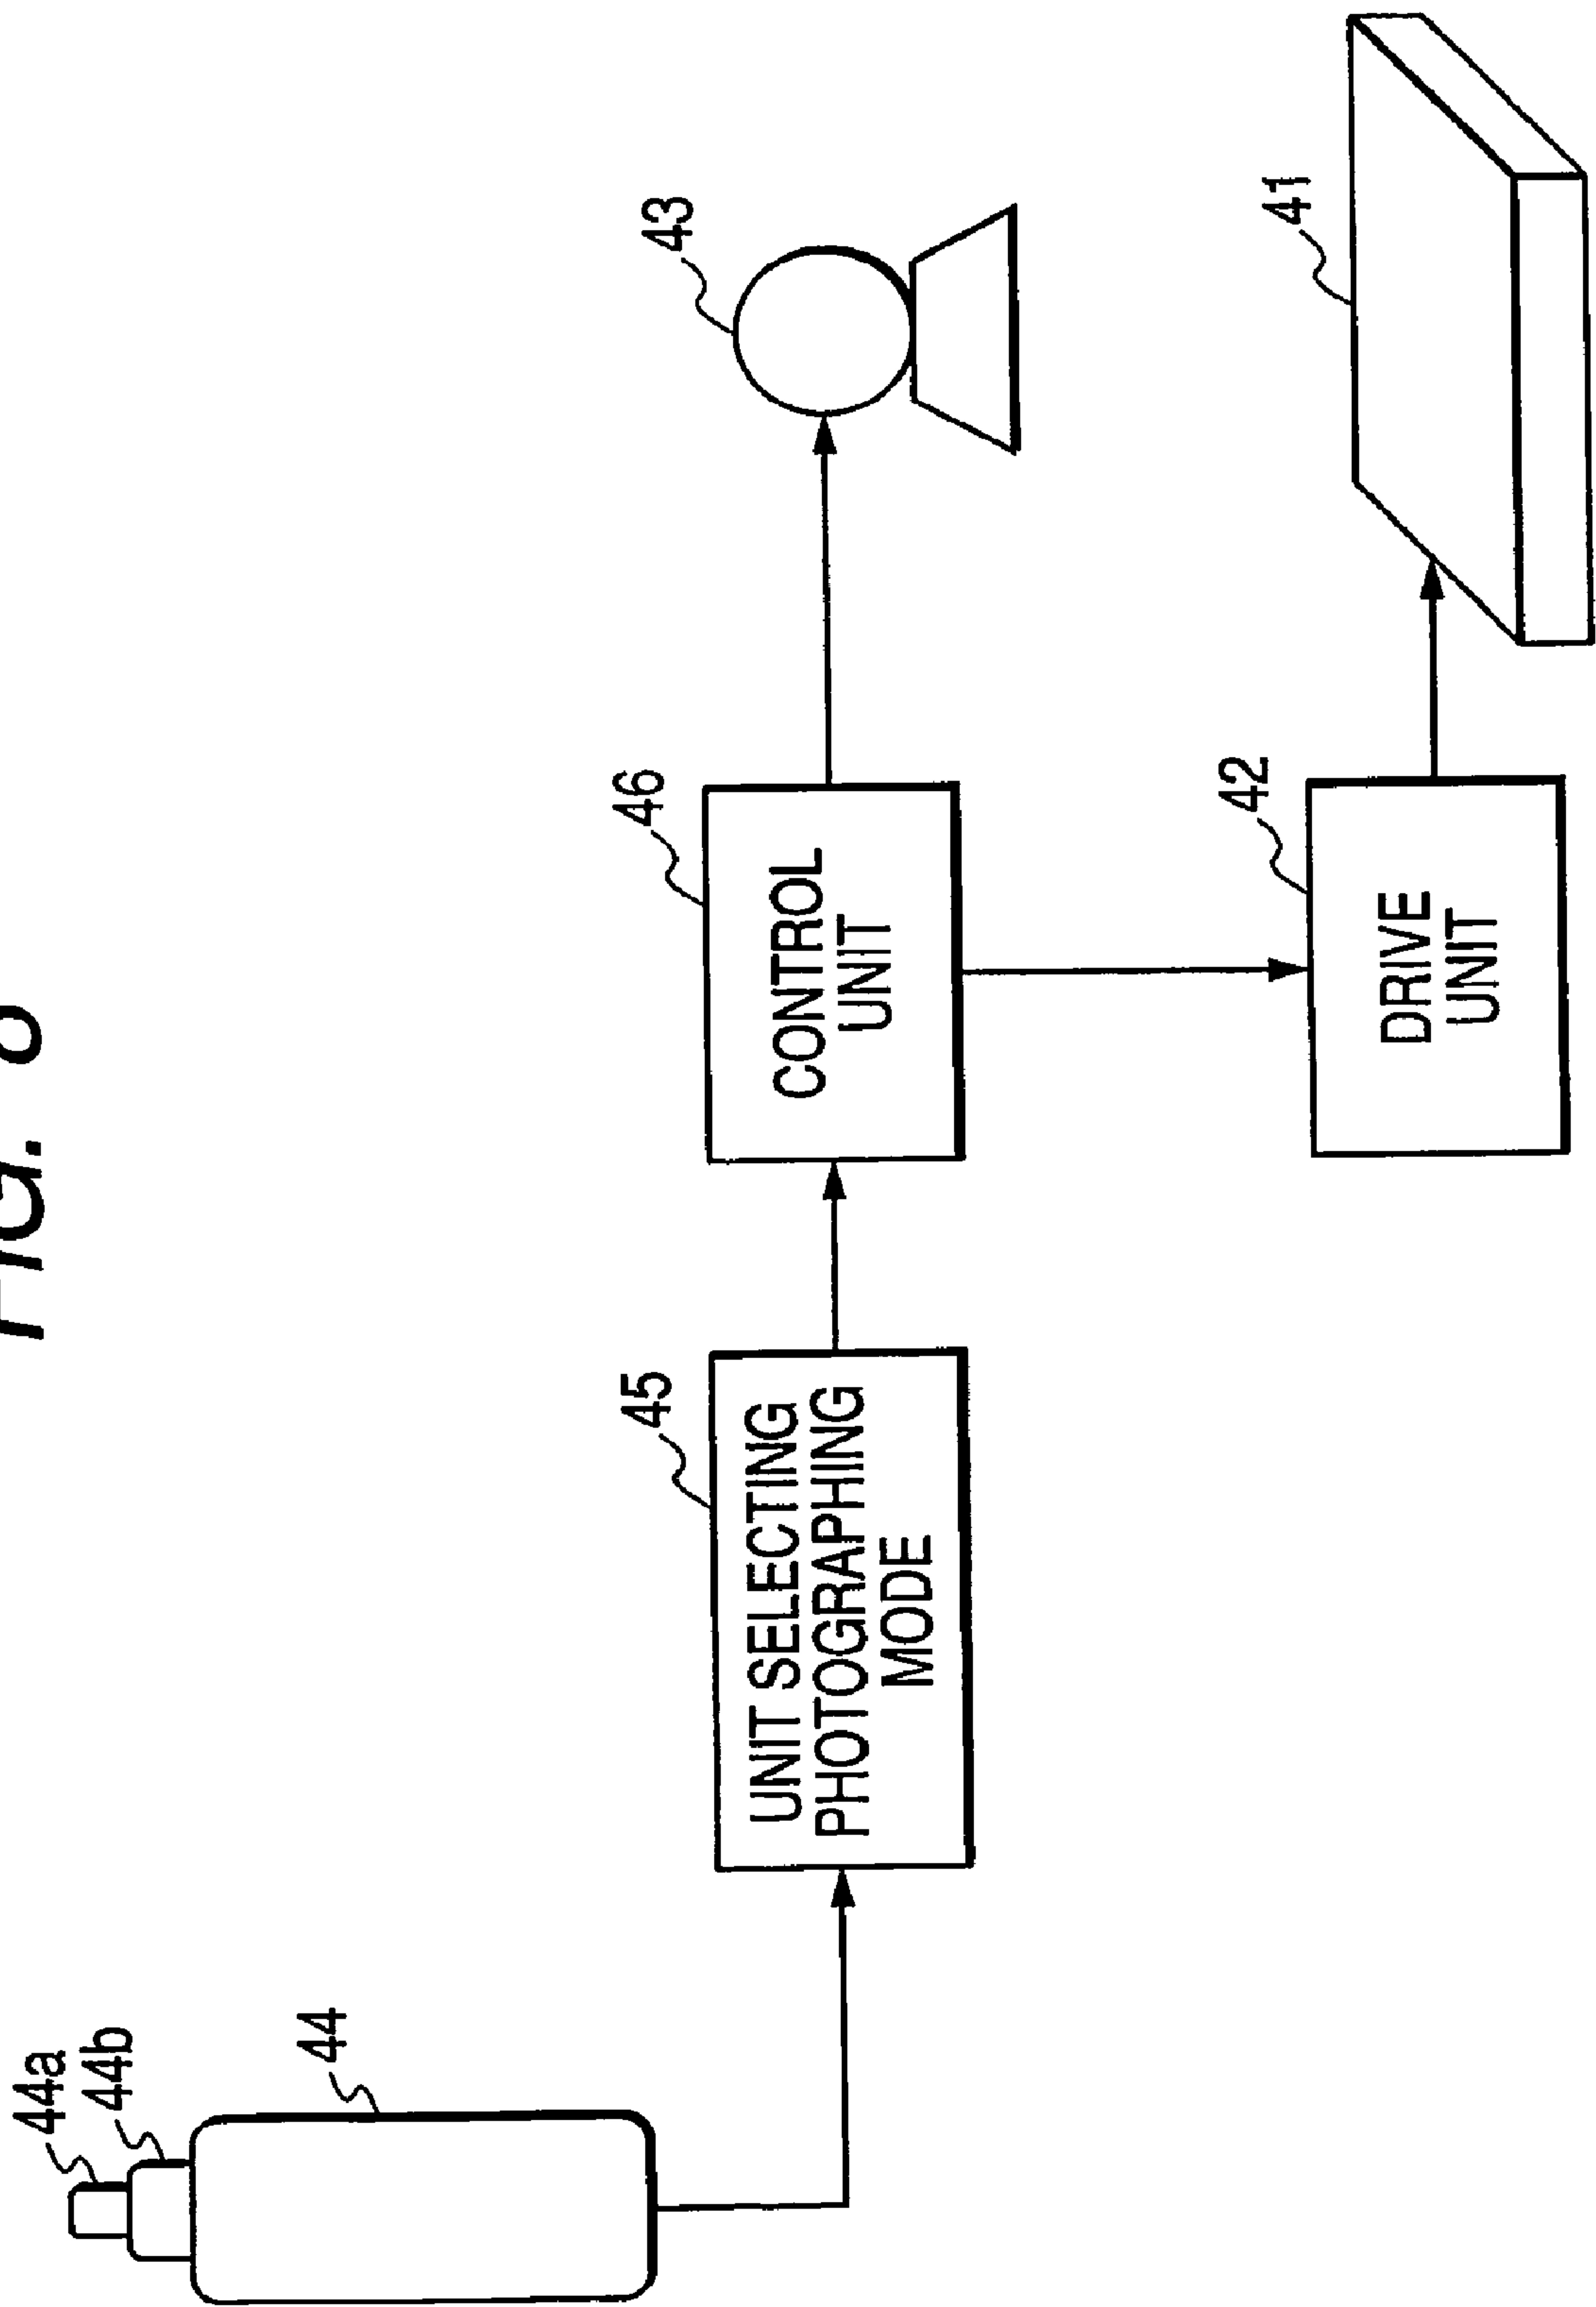 FIG. 8
44a
44b
44
45
UNIT SELECTING
PHOTOGRAPHING
MODE
46
CONTROL
UNIT
43
42
DRIVE
UNIT
41